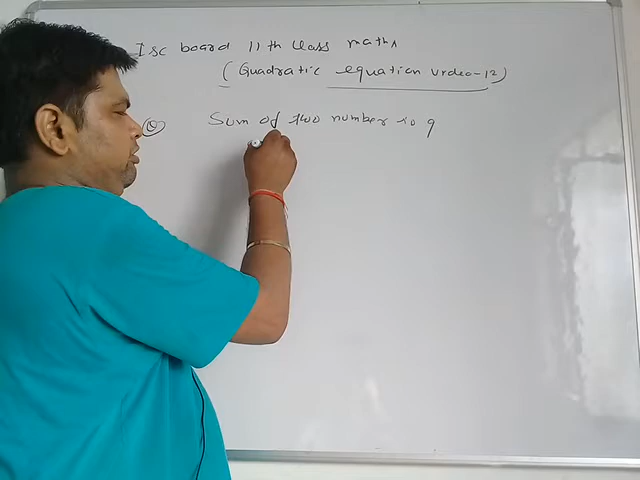 Isc board 11th class maths
(Quadratic equation video-12)
Q Sum of two number is 9